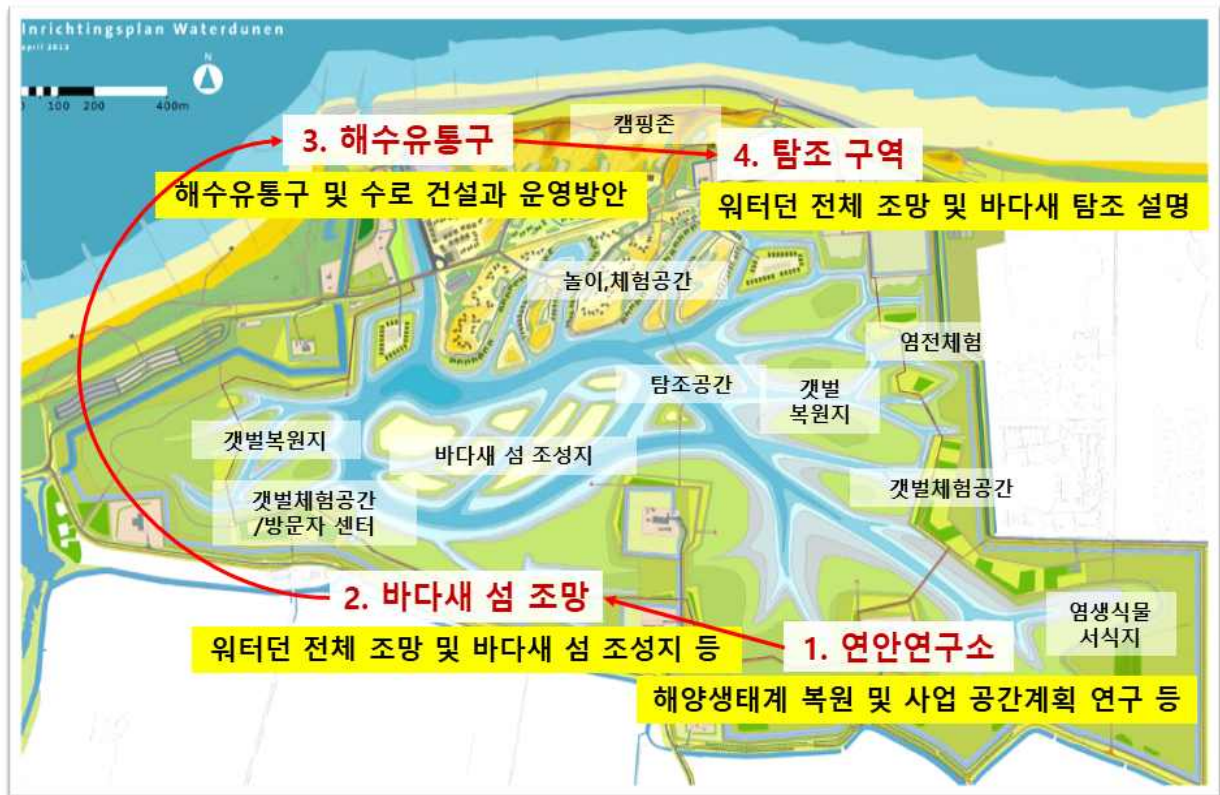 Inrichtingsplan Waterdunen
april 2013
N
0 100 200 400m
캠핑존
3. 해수유통구
4. 탐조 구역
해수유통구 및 수로 건설과 운영방안
워터던 전체 조망 및 바다새 탐조 설명
놀이,체험공간
염전체험
탐조공간
갯벌
복원지
갯벌복원지
바다새 섬 조성지
갯벌체험공간
갯벌체험공간
/방문자 센터
2. 바다새 섬 조망
염생식물
서식지
워터던 전체 조망 및 바다새 섬 조성지 등
1. 연안연구소
해양생태계 복원 및 사업 공간계획 연구 등